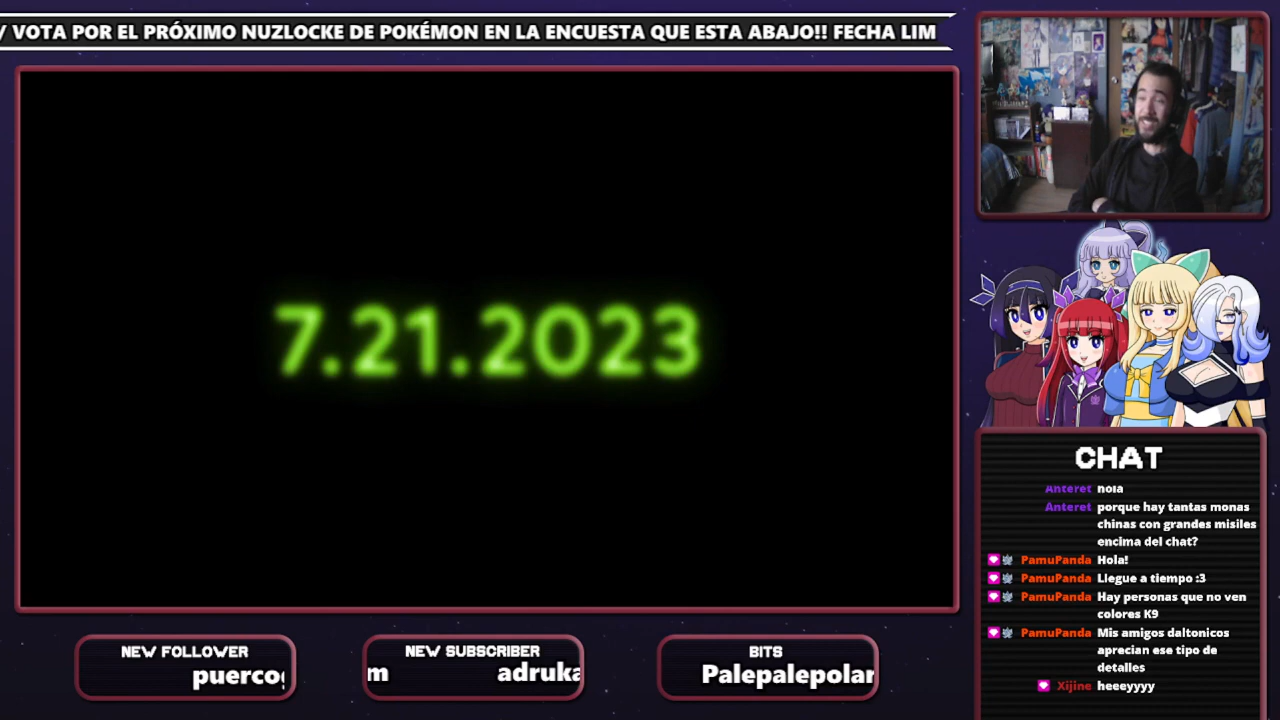 VOTA POR EL PRÓXIMO NUZLOCKE DE POKÉMON EN LA ENCUESTA QUE ESTA ABAJO!! FECHA LIM
7.21.2023
CHAT
Anteret nola
Anteret porque hay tantas monas
chinas con grandes misiles
encima del chat?
PamuPanda Hola!
PamuPanda Llegue a tiempo :3
PamuPanda Hay personas que no ven
colores K9
PamuPanda Mis amigos daltonicos
aprecian ese tipo de
detalles
Xijine heeeyyyy
NEW FOLLOWER
puercog
NEW SUBSCRIBER
m adruka
BITS
Palepalepolar